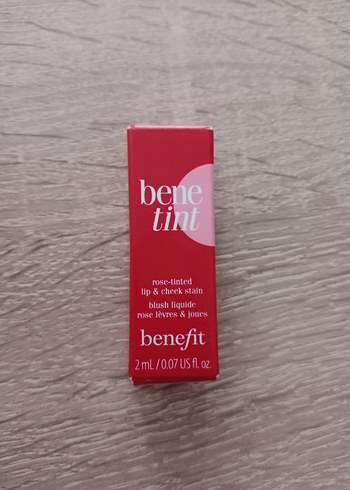 bene
tint
rose-tinted
lip & cheek stain
blush liquide
rose lèvres & joues
benefit
2 mL / 0.07 US fl. oz.